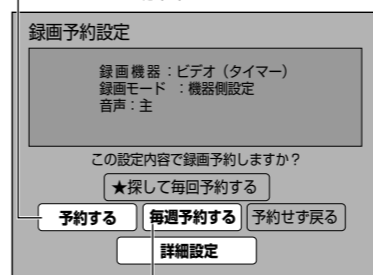 録画予約設定
録画機器：ビデオ（タイマー）
録画モード　：機器側設定
音声：主
この設定内容で録画予約しますか？
★探して毎回予約する
予約する　毎週予約する　予約せず戻る
詳細設定